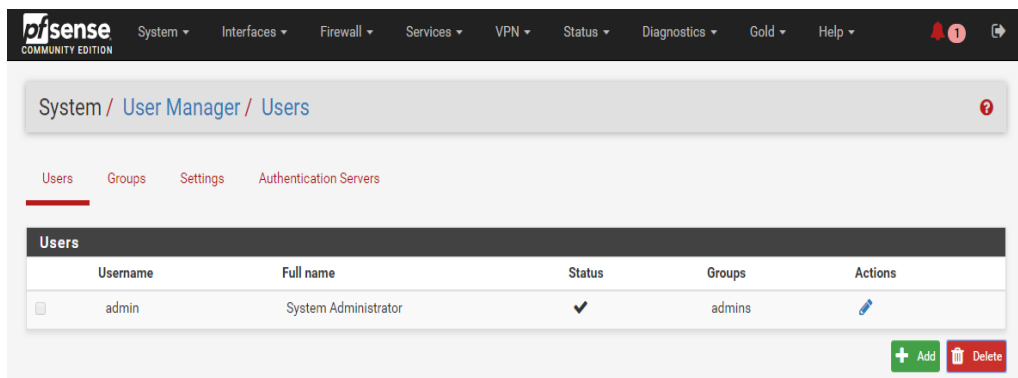 pfsense
COMMUNITY EDITION
System Interfaces Firewall Services VPN Status Diagnostics Gold Help 1
System / User Manager / Users
Users Groups Settings Authentication Servers
Users
Username Full name Status Groups Actions
admin System Administrator admins
Add Delete